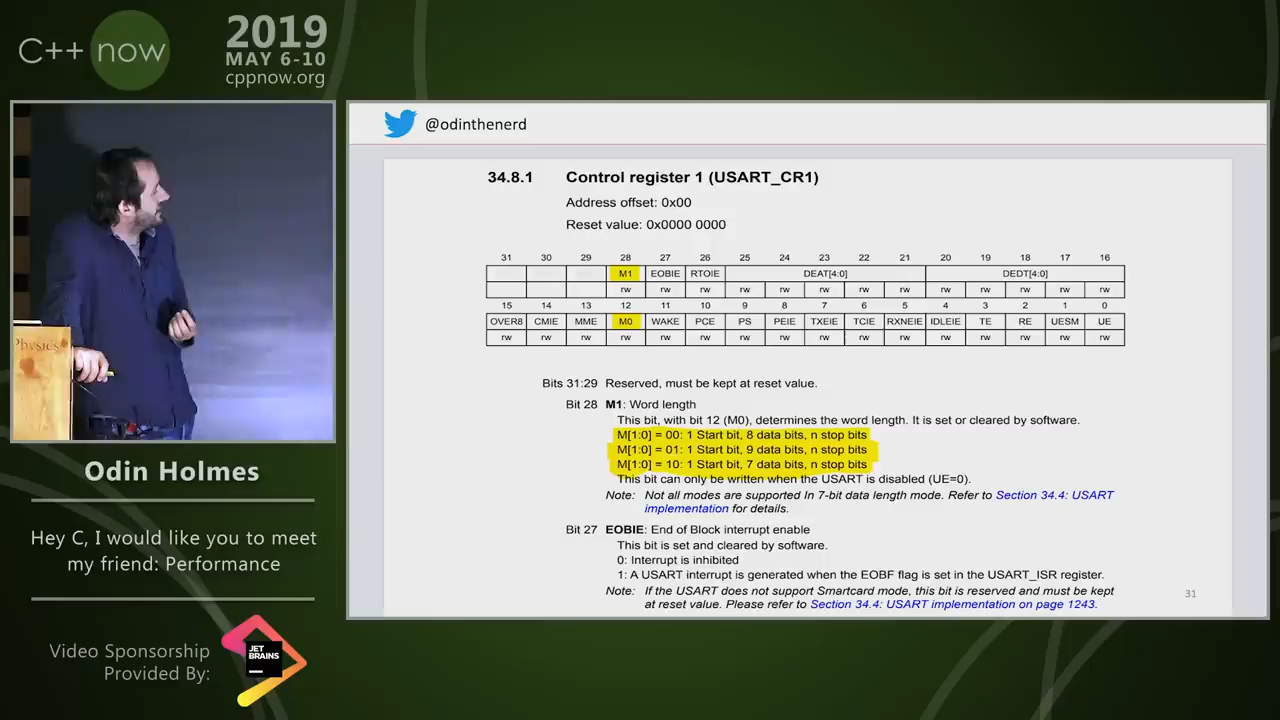 C++ now
2019
MAY 6-10
cppnow.org
@odinthenerd
34.8.1 Control register 1 (USART_CR1)
Address offset: 0x00
Reset value: 0x0000 0000
31 30 29 28 27 26 25 24 23 22 21 20 19 18 17 16
M1 EOBIE RTOIE DEAT[4:0] DEDT[4:0]
rw rw rw rw rw rw rw rw rw rw rw rw rw
15 14 13 12 11 10 9 8 7 6 5 4 3 2 1 0
OVER8 CMIE MME M0 WAKE PCE PS PEIE TXEIE TCIE RXNEIE IDLEIE TE RE UESM UE
rw rw rw rw rw rw rw rw rw rw rw rw rw rw rw rw
Bits 31:29 Reserved, must be kept at reset value.
Bit 28 M1: Word length
This bit, with bit 12 (M0), determines the word length. It is set or cleared by software.
M[1:0] = 00: 1 Start bit, 8 data bits, n stop bits
M[1:0] = 01: 1 Start bit, 9 data bits, n stop bits
M[1:0] = 10: 1 Start bit, 7 data bits, n stop bits
This bit can only be written when the USART is disabled (UE=0).
Note: Not all modes are supported In 7-bit data length mode. Refer to Section 34.4: USART
implementation for details.
Bit 27 EOBIE: End of Block interrupt enable
This bit is set and cleared by software.
0: Interrupt is inhibited
1: A USART interrupt is generated when the EOBF flag is set in the USART_ISR register.
Note: If the USART does not support Smartcard mode, this bit is reserved and must be kept
at reset value. Please refer to Section 34.4: USART implementation on page 1243.
31
Physics
Odin Holmes
Hey C, I would like you to meet
my friend: Performance
Video Sponsorship
Provided By:
JET
BRAINS